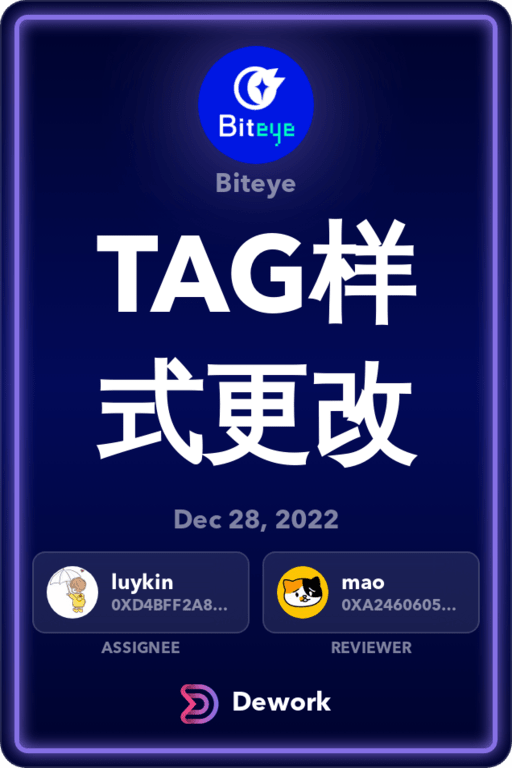 Biteye
Biteye
TAG样
式更改
Dec 28, 2022
luykin
0XD4BFF2A8...
mao
0XA2460605...
ASSIGNEE
REVIEWER
Dework